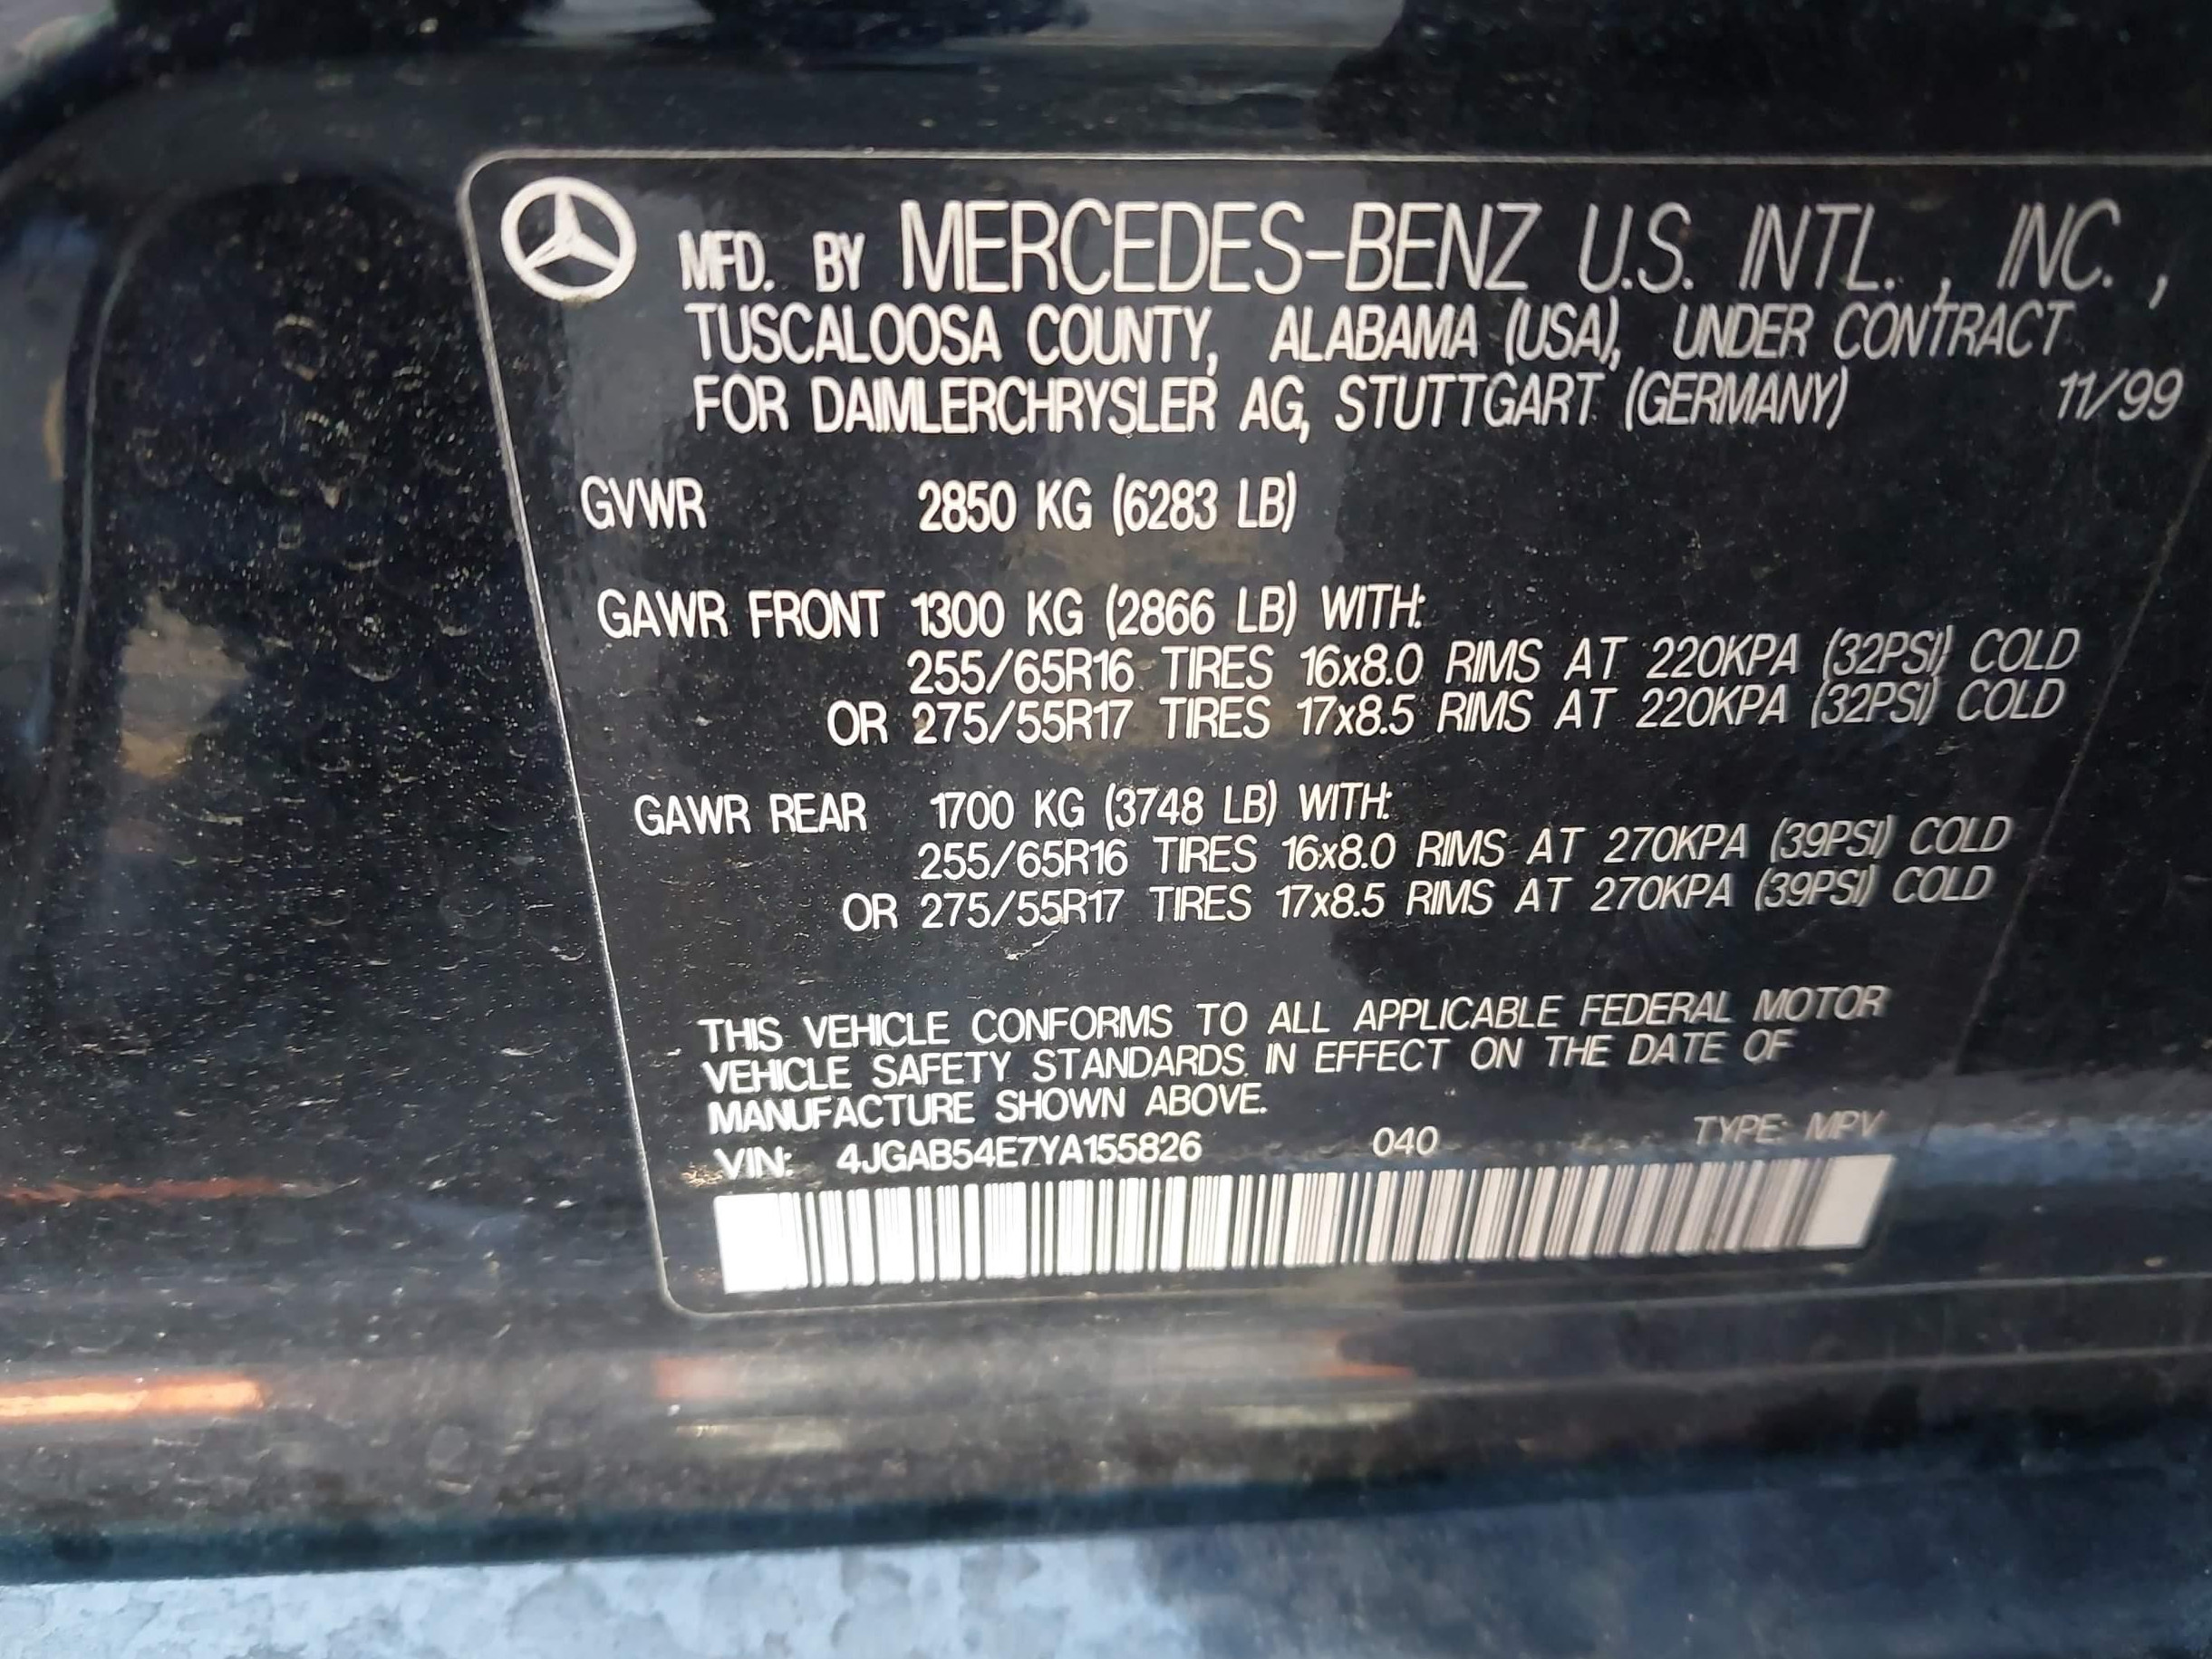 MFD. BY MERCEDES-BENZ U.S. INTL., INC.,
TUSCALOOSA COUNTY, ALABAMA (USA), UNDER CONTRACT
FOR DAIMLERCHRYSLER AG, STUTTGART (GERMANY) 11/99
GVWR 2850 KG (6283 LB)
GAWR FRONT 1300 KG (2866 LB) WITH:
255/65R16 TIRES 16x8.0 RIMS AT 220KPA (32PSI) COLD
OR 275/55R17 TIRES 17x8.5 RIMS AT 220KPA (32PSI) COLD
GAWR REAR 1700 KG (3748 LB) WITH:
255/65R16 TIRES 16x8.0 RIMS AT 270KPA (39PSI) COLD
OR 275/55R17 TIRES 17x8.5 RIMS AT 270KPA (39PSI) COLD
THIS VEHICLE CONFORMS TO ALL APPLICABLE FEDERAL MOTOR
VEHICLE SAFETY STANDARDS IN EFFECT ON THE DATE OF
MANUFACTURE SHOWN ABOVE.
VIN: 4JGAB54E7YA155826 040 TYPE: MPV